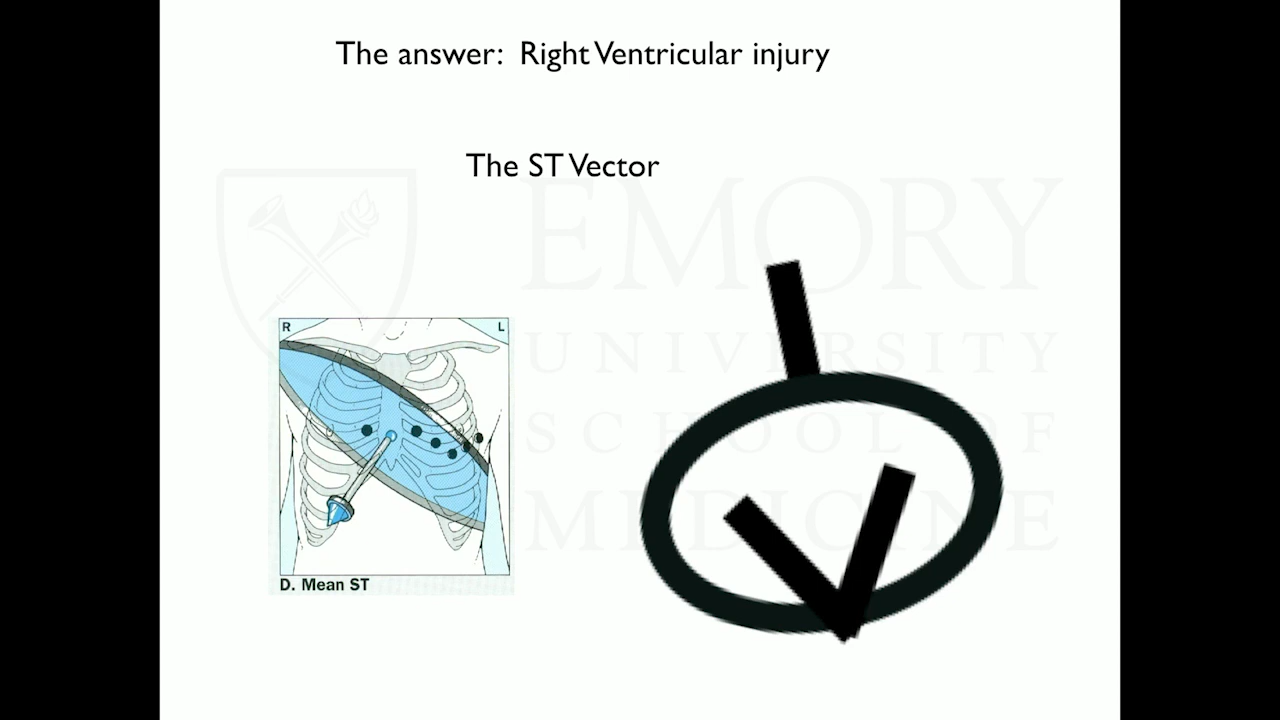 The answer: Right Ventricular injury
The ST Vector
EMORY
UNIVERSITY
SCHOOL OF
MEDICINE
R L
D. Mean ST